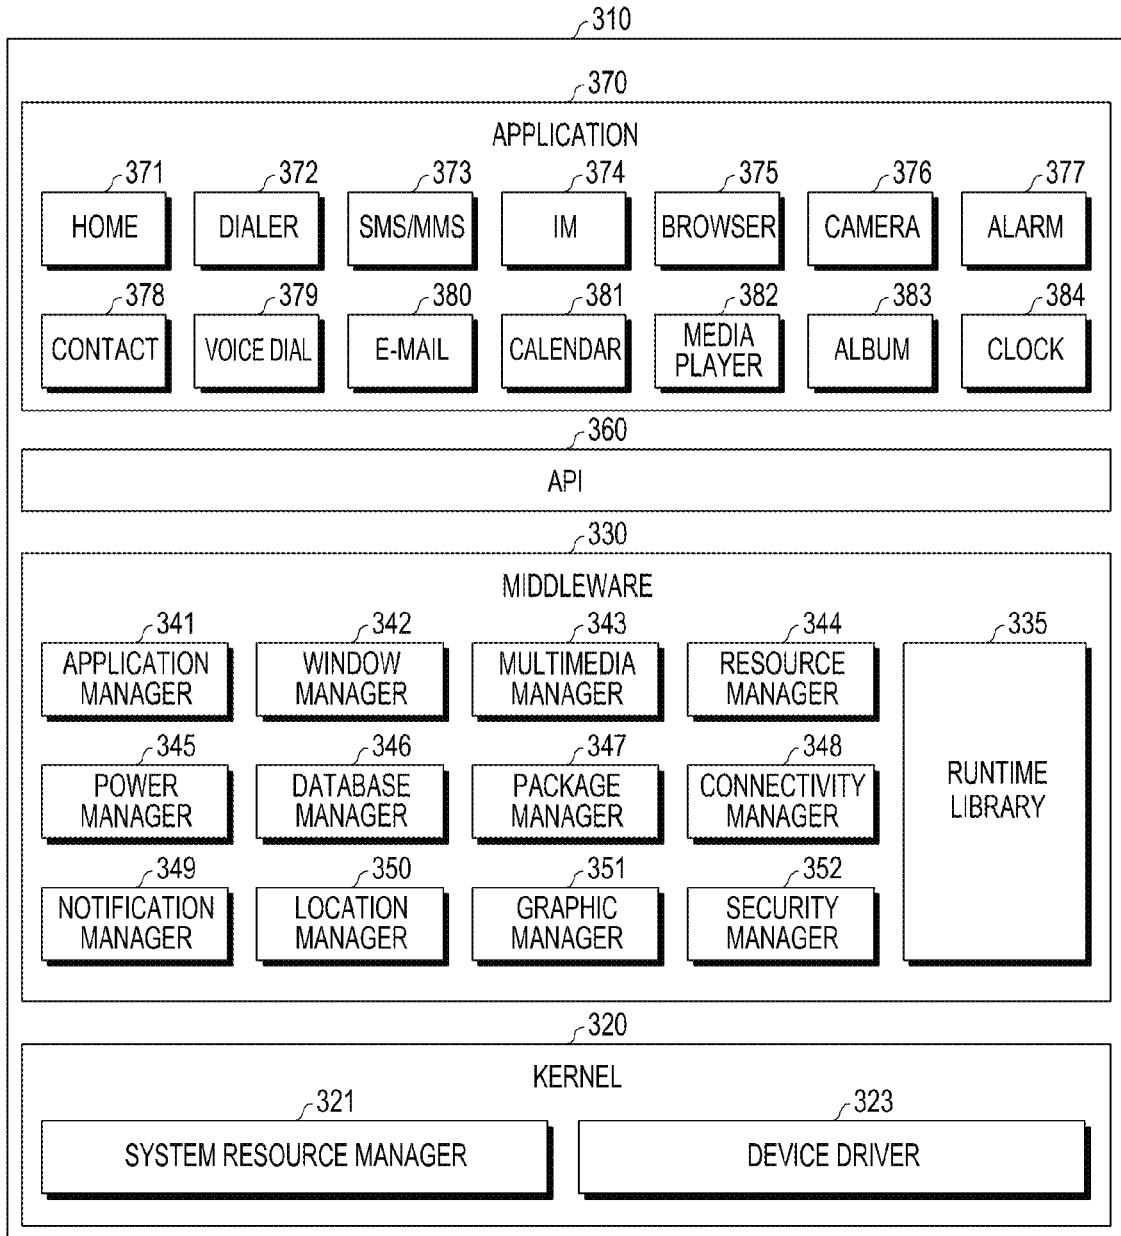 310
370
APPLICATION
371 372 373 374 375 376 377
HOME DIALER SMS/MMS IM BROWSER CAMERA ALARM
378 379 380 381 382 383 384
CONTACT VOICE DIAL E-MAIL CALENDAR MEDIA PLAYER ALBUM CLOCK
360
API
330
MIDDLEWARE
341 342 343 344 335
APPLICATION MANAGER WINDOW MANAGER MULTIMEDIA MANAGER RESOURCE MANAGER
345 346 347 348
POWER MANAGER DATABASE MANAGER PACKAGE MANAGER CONNECTIVITY MANAGER RUNTIME LIBRARY
349 350 351 352
NOTIFICATION MANAGER LOCATION MANAGER GRAPHIC MANAGER SECURITY MANAGER
320
KERNEL
321 323
SYSTEM RESOURCE MANAGER DEVICE DRIVER